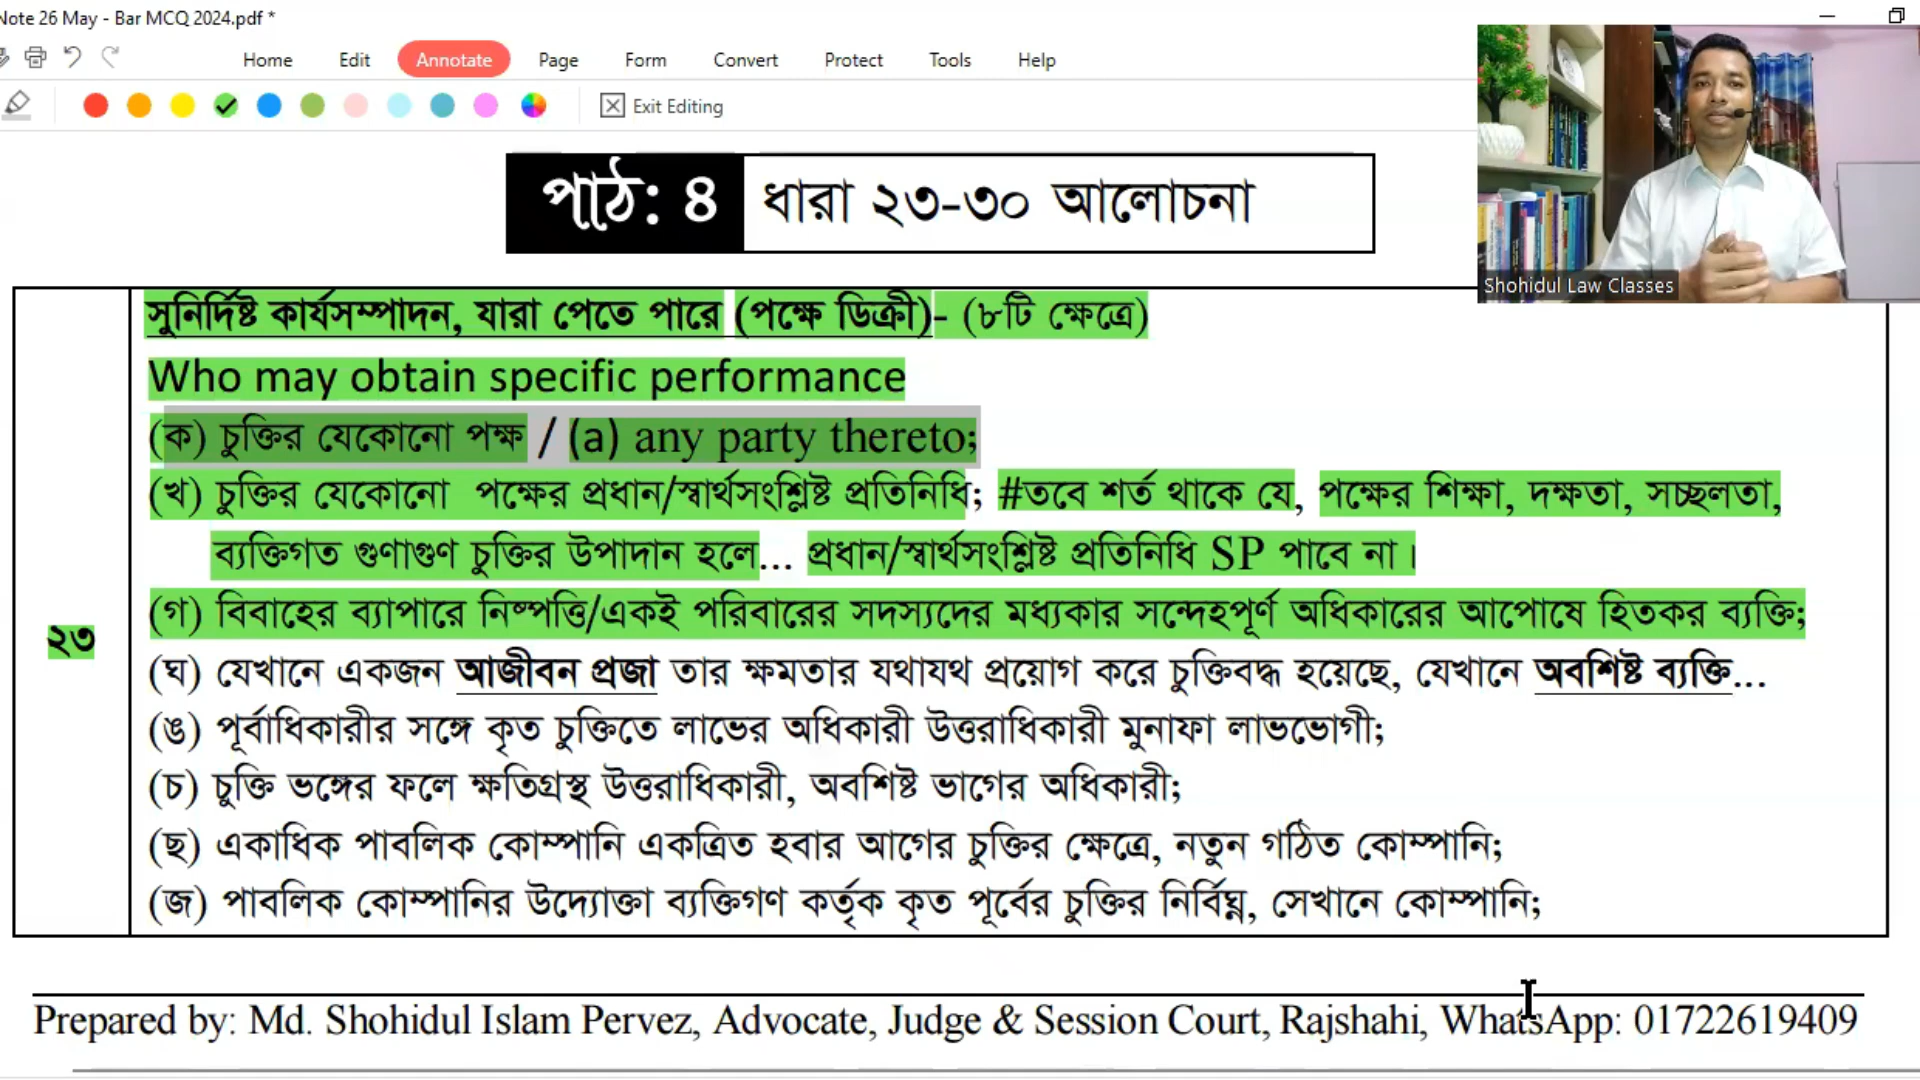 Note 26 May - Bar MCQ 2024.pdf *
Home Edit Annotate Page Form Convert Protect Tools Help
Exit Editing
পাঠ: ৪ ধারা ২৩-৩০ আলোচনা
Shohidul Law Classes
সুনির্দিষ্ট কার্যসম্পাদন, যারা পেতে পারে (পক্ষে ডিক্রী)- (৮টি ক্ষেত্রে)
Who may obtain specific performance
(ক) চুক্তির যেকোনো পক্ষ / (a) any party thereto;
(খ) চুক্তির যেকোনো পক্ষের প্রধান/স্বার্থসংশ্লিষ্ট প্রতিনিধি; #তবে শর্ত থাকে যে, পক্ষের শিক্ষা, দক্ষতা, সচ্ছলতা,
ব্যক্তিগত গুণাগুণ চুক্তির উপাদান হলে... প্রধান/স্বার্থসংশ্লিষ্ট প্রতিনিধি SP পাবে না।
(গ) বিবাহের ব্যাপারে নিষ্পত্তি/একই পরিবারের সদস্যদের মধ্যকার সন্দেহপূর্ণ অধিকারের আপোষে হিতকর ব্যক্তি;
২৩
(ঘ) যেখানে একজন আজীবন প্রজা তার ক্ষমতার যথাযথ প্রয়োগ করে চুক্তিবদ্ধ হয়েছে, যেখানে অবশিষ্ট ব্যক্তি...
(ঙ) পূর্বাধিকারীর সঙ্গে কৃত চুক্তিতে লাভের অধিকারী উত্তরাধিকারী মুনাফা লাভভোগী;
(চ) চুক্তি ভঙ্গের ফলে ক্ষতিগ্রস্থ উত্তরাধিকারী, অবশিষ্ট ভাগের অধিকারী;
(ছ) একাধিক পাবলিক কোম্পানি একত্রিত হবার আগের চুক্তির ক্ষেত্রে, নতুন গঠিত কোম্পানি;
(জ) পাবলিক কোম্পানির উদ্যোক্তা ব্যক্তিগণ কর্তৃক কৃত পূর্বের চুক্তির নির্বিঘ্ন, সেখানে কোম্পানি;
Prepared by: Md. Shohidul Islam Pervez, Advocate, Judge & Session Court, Rajshahi, WhatsApp: 01722619409